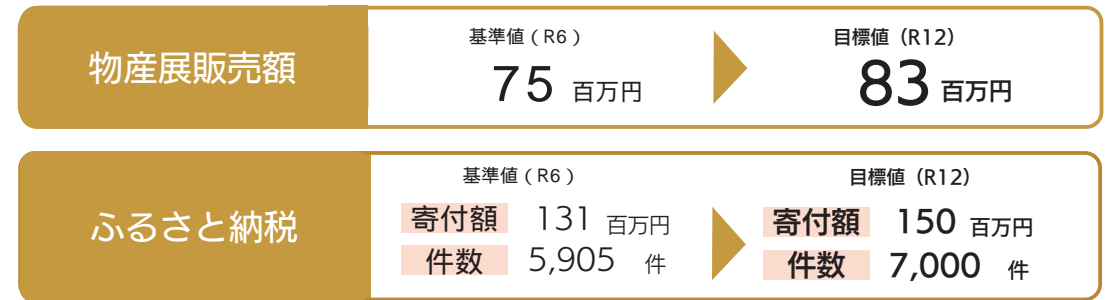 物産展販売額
基準値（R6）
75 百万円
目標値（R12）
83 百万円
ふるさと納税
基準値（R6）
寄付額 131 百万円
件数 5,905 件
目標値（R12）
寄付額 150 百万円
件数 7,000 件